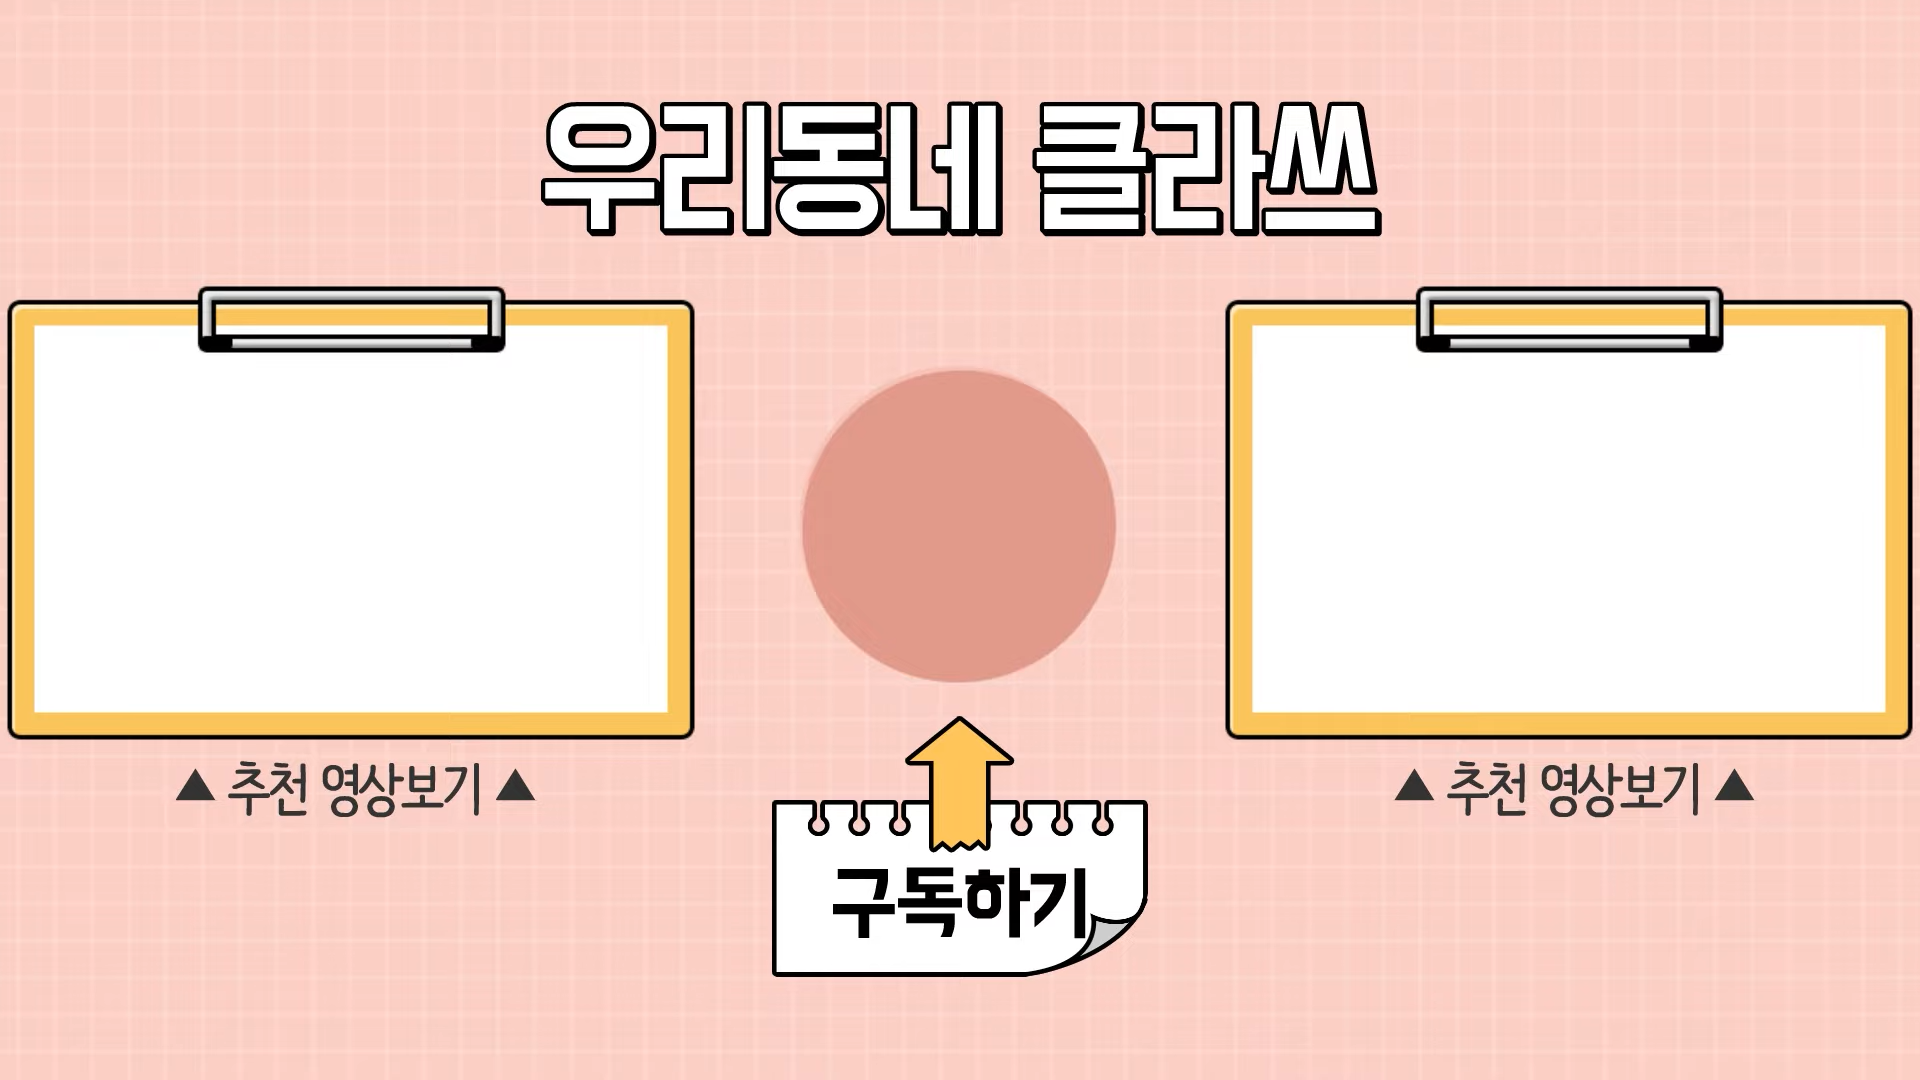 우리동네 클라쓰
▲ 추천 영상보기 ▲
▲ 추천 영상보기 ▲
구독하기